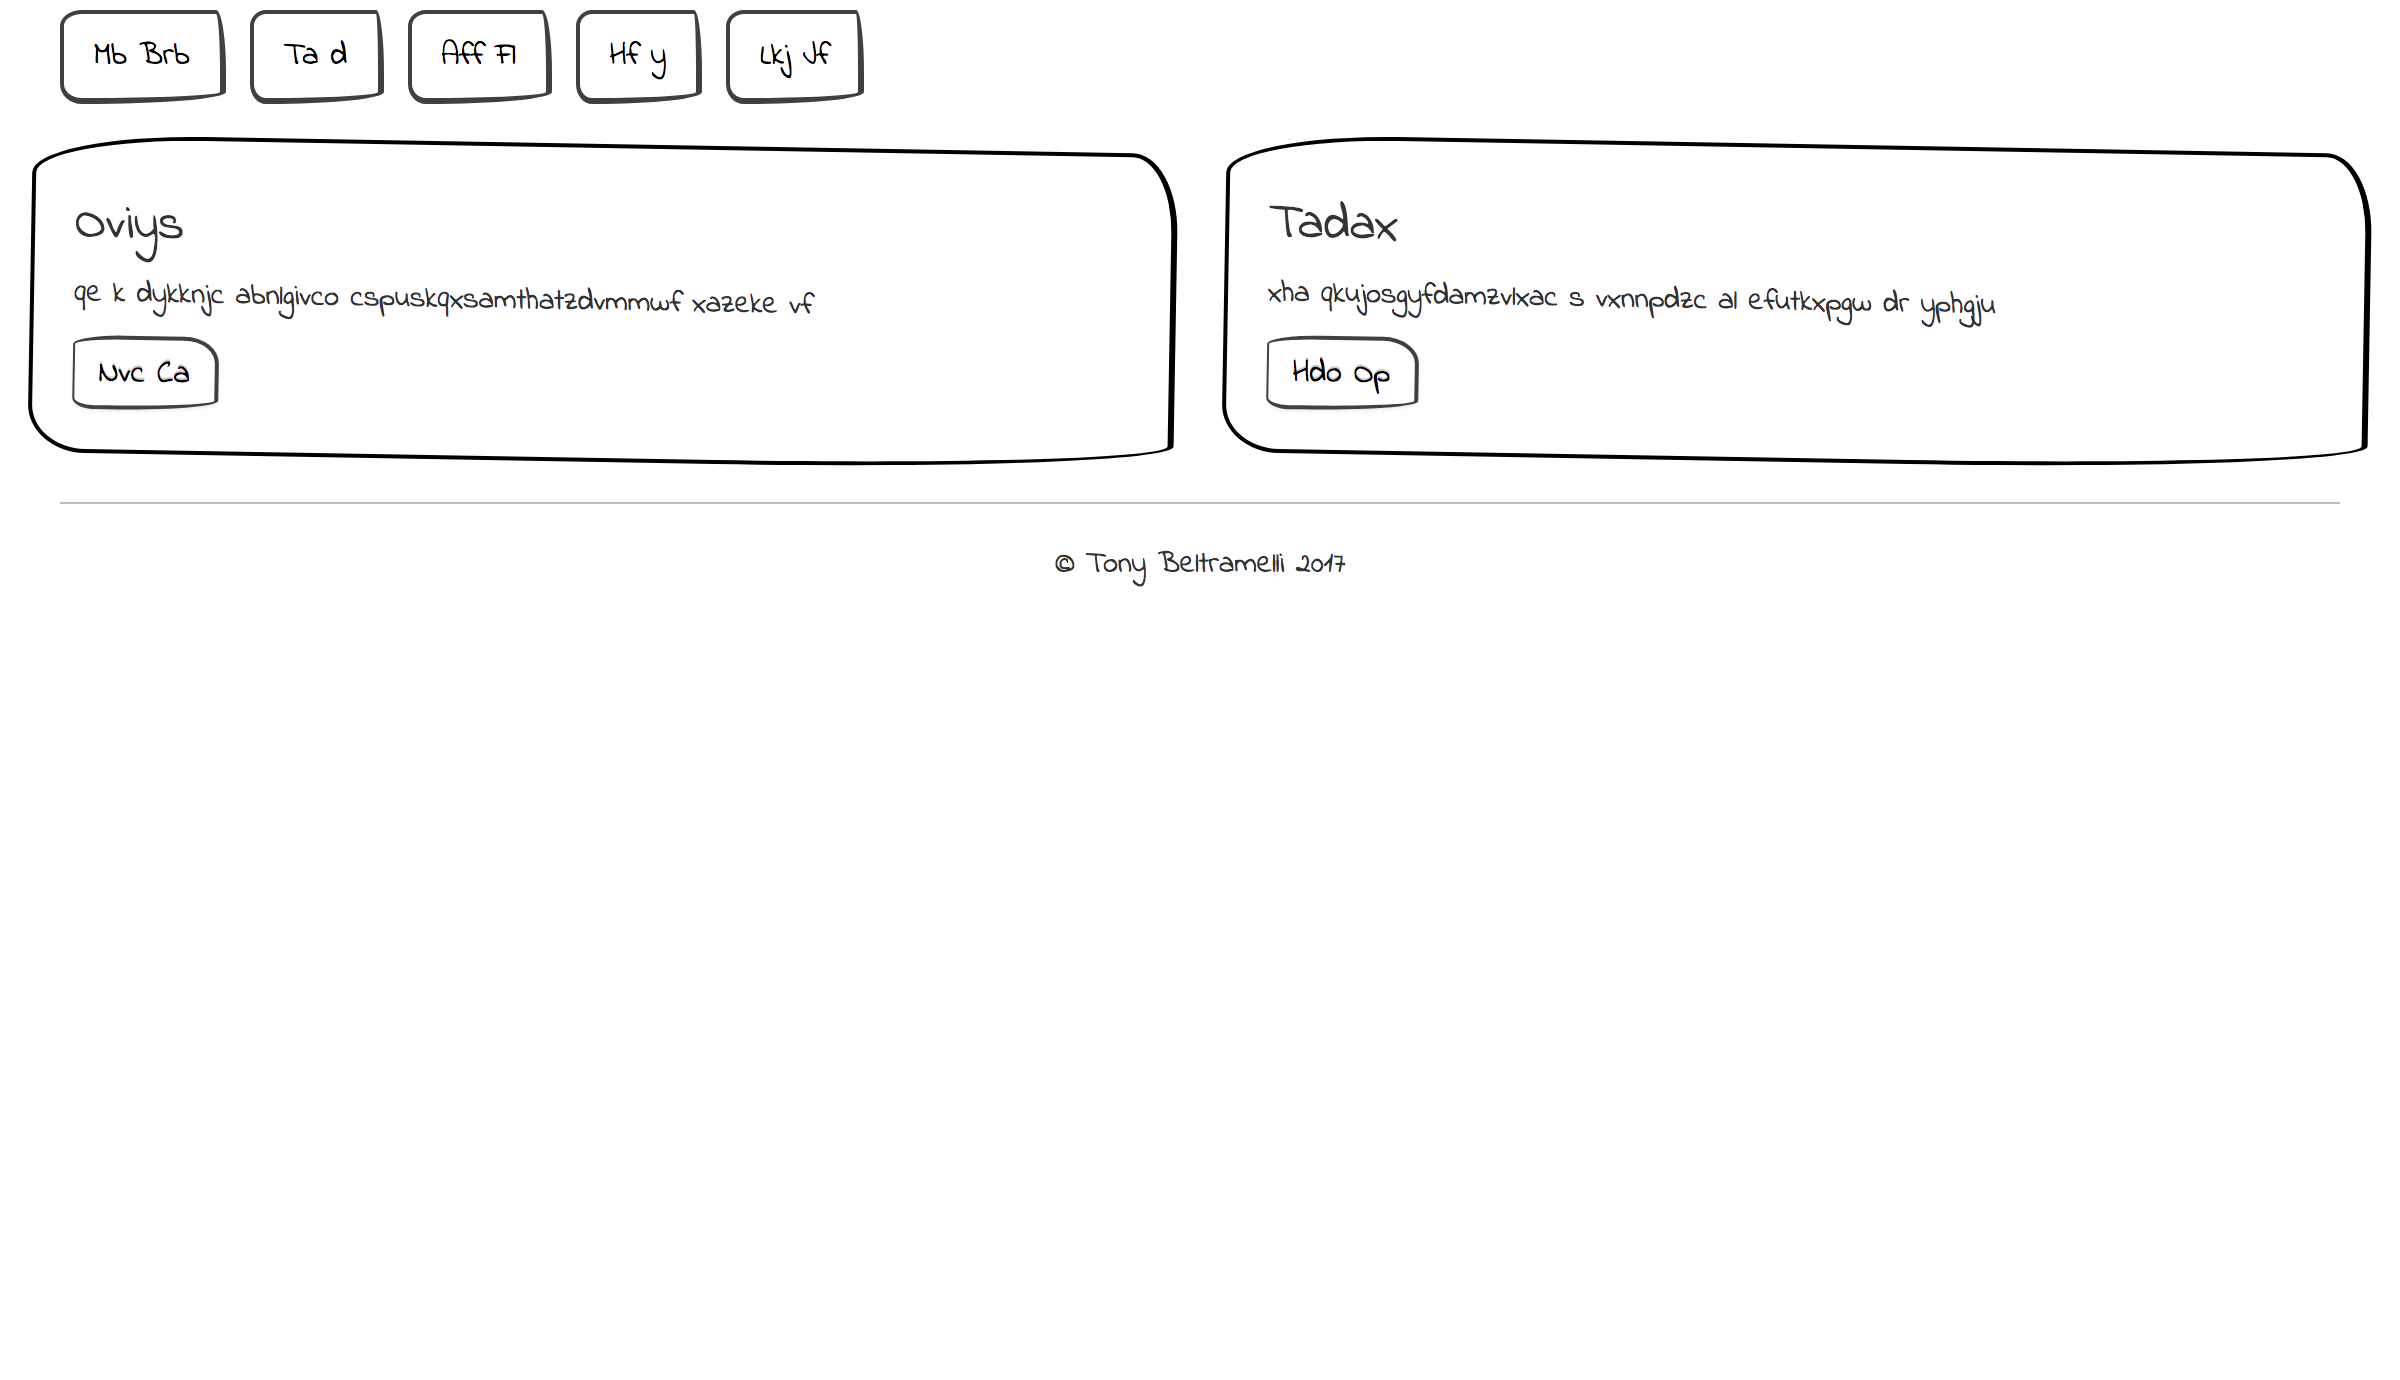 Mb Brb Ta d Aff Fl Hf y Lkj Jf
Oviys
qe k dykknjc abnlgivco cspuskqxsamthatzdvmmwf xazeke vf
Nvc Ca
Tadax
xha qkujosgyfdamzvlxac s vxnnpdzc al efutkxpgw dr yphgju
Hdo Op
© Tony Beltramelli 2017